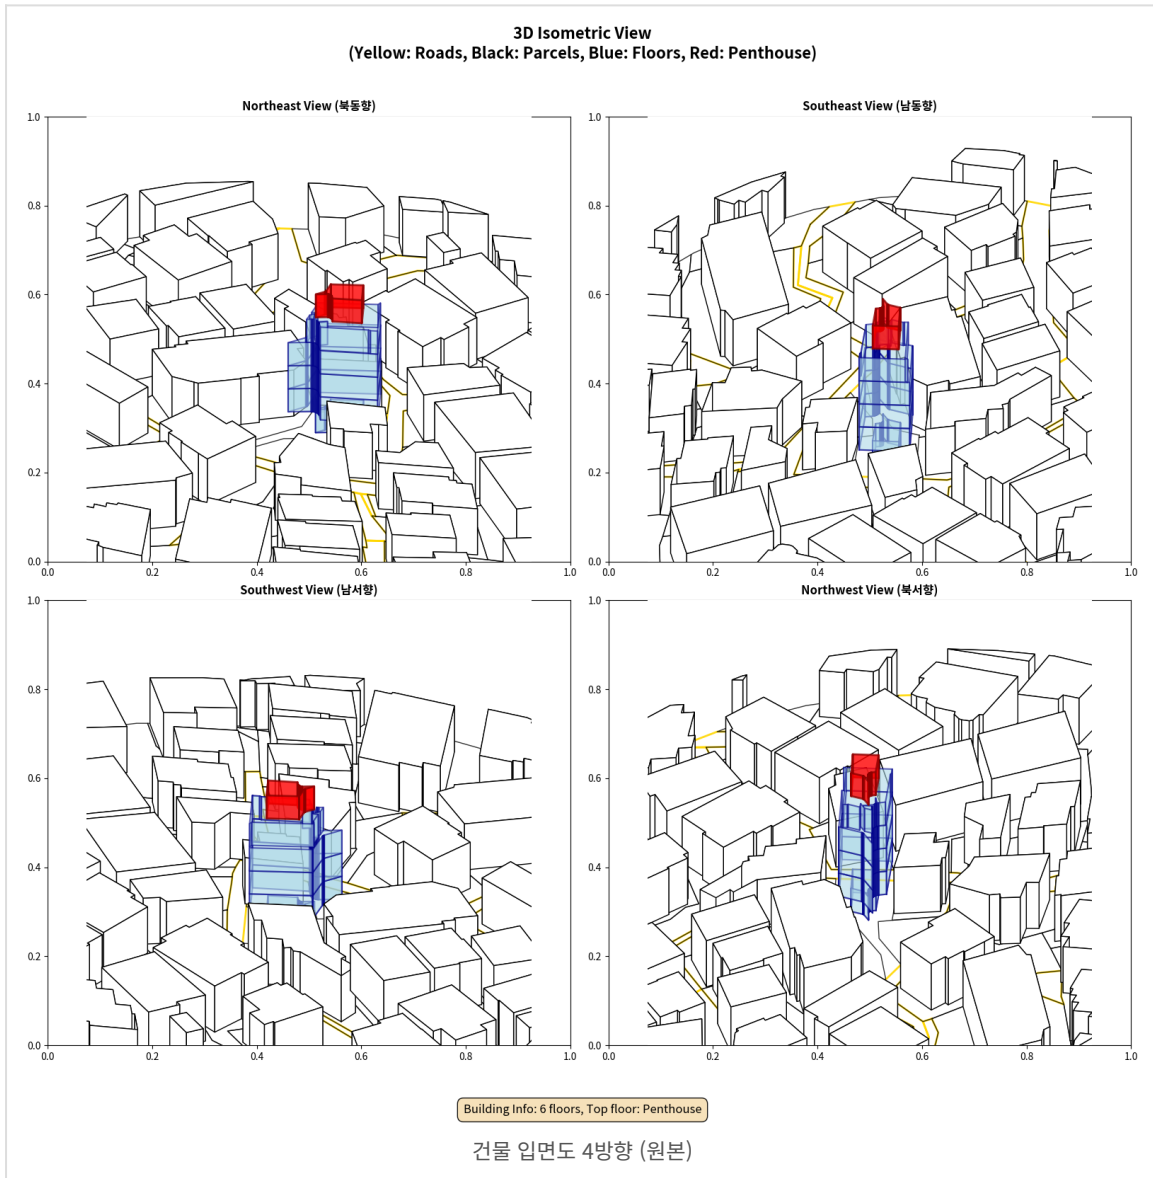 3D Isometric View
(Yellow: Roads, Black: Parcels, Blue: Floors, Red: Penthouse)
Northeast View (북동향)
1.0
0.8
0.6
0.4
0.2
0.0
0.0 0.2 0.4 0.6 0.8 1.0
Southeast View (남동향)
1.0
0.8
0.6
0.4
0.2
0.0
0.0 0.2 0.4 0.6 0.8 1.0
Southwest View (남서향)
1.0
0.8
0.6
0.4
0.2
0.0
0.0 0.2 0.4 0.6 0.8 1.0
Northwest View (북서향)
1.0
0.8
0.6
0.4
0.2
0.0
0.0 0.2 0.4 0.6 0.8 1.0
Building Info: 6 floors, Top floor: Penthouse
건물 입면도 4방향 (원본)